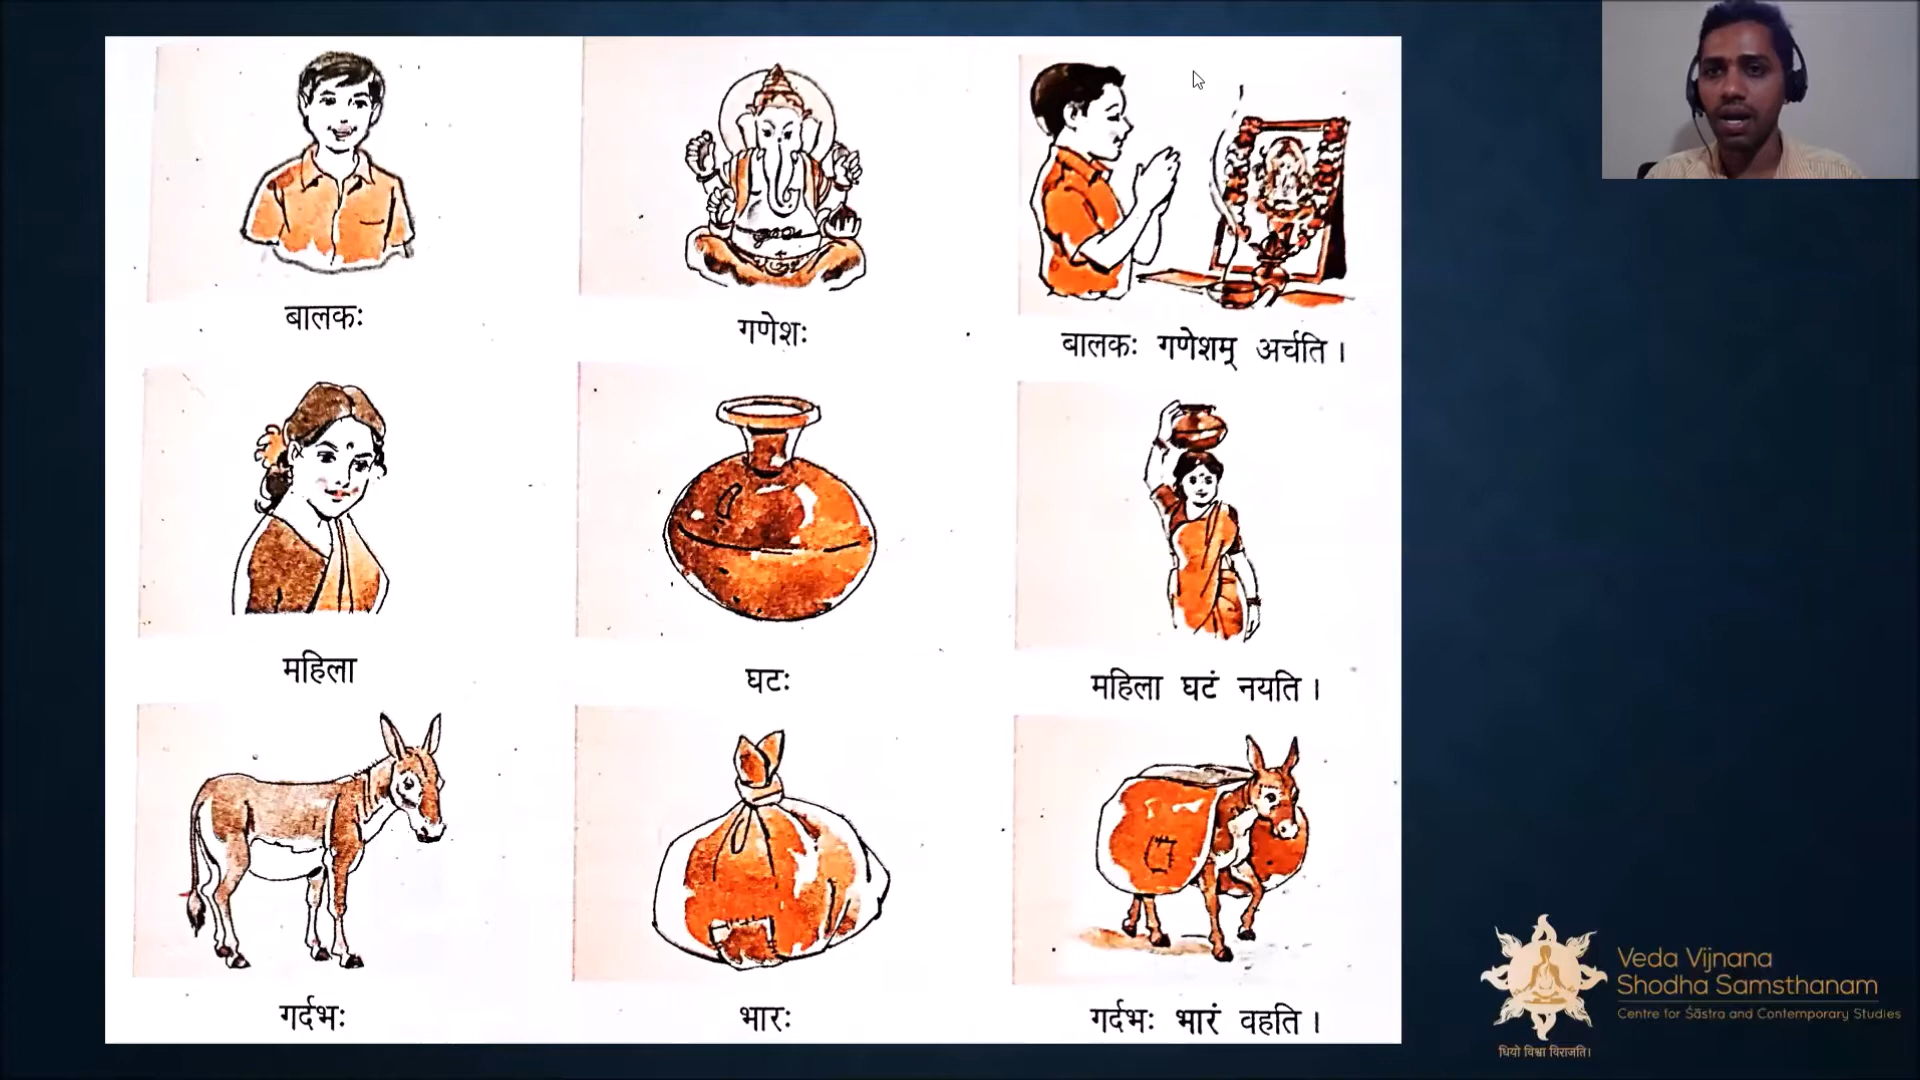 बालकः
गणेशः
बालकः गणेशम् अर्चति ।
महिला
घटः
महिला घटं नयति ।
गर्दभः
भारः
गर्दभः भारं वहति ।
Veda Vijnana
Shodha Samsthanam
Centre for Śāstra and Contemporary Studies
धियो विश्वा विराजति।